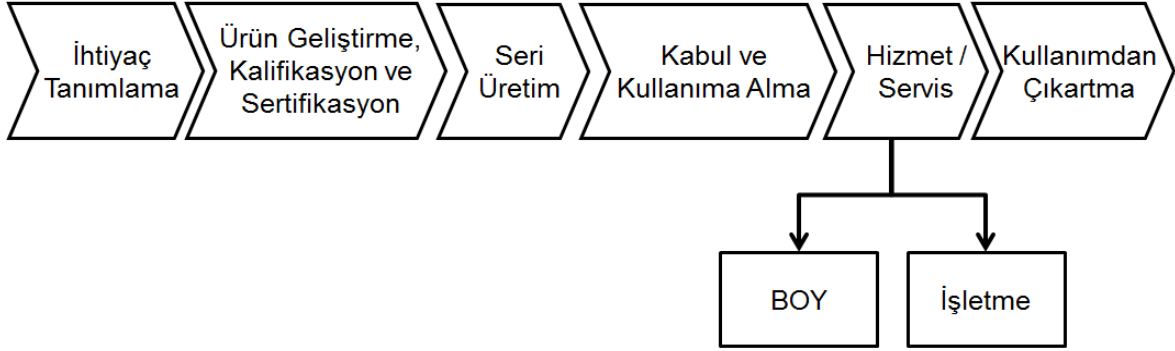 İhtiyaç
Tanımlama
Ürün Geliştirme,
Kalifikasyon ve
Sertifikasyon
Seri
Üretim
Kabul ve
Kullanıma Alma
Hizmet /
Servis
Kullanımdan
Çıkartma
BOY
İşletme